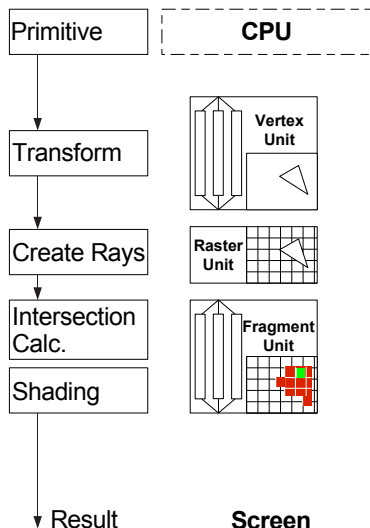 Primitive
CPU
Vertex
Unit
Transform
Raster
Unit
Create Rays
Intersection
Calc.
Fragment
Unit
Shading
Result
Screen